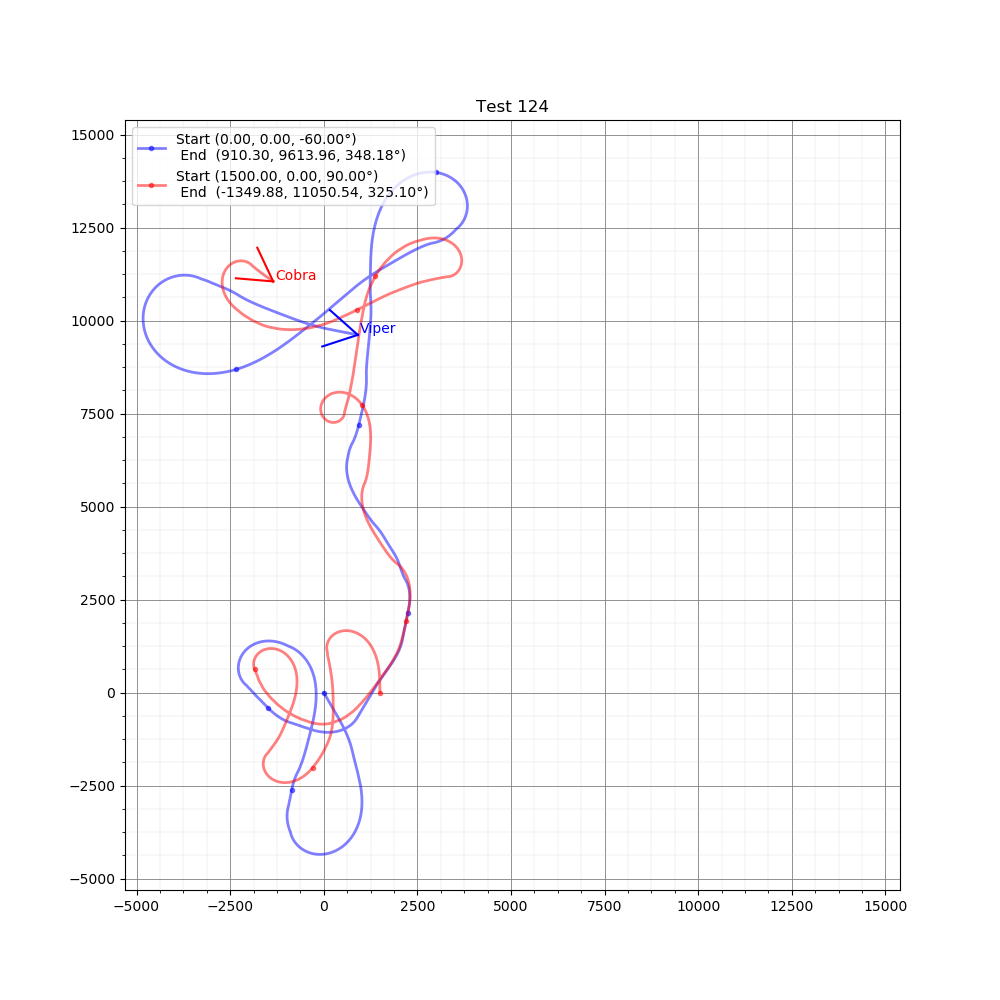 Test 124
15000
12500
10000
7500
5000
2500
0
−2500
−5000
Start (0.00, 0.00, -60.00°)
End (910.30, 9613.96, 348.18°)
Start (1500.00, 0.00, 90.00°)
End (-1349.88, 11050.54, 325.10°)
Cobra
Viper
−5000 −2500 0 2500 5000 7500 10000 12500 15000